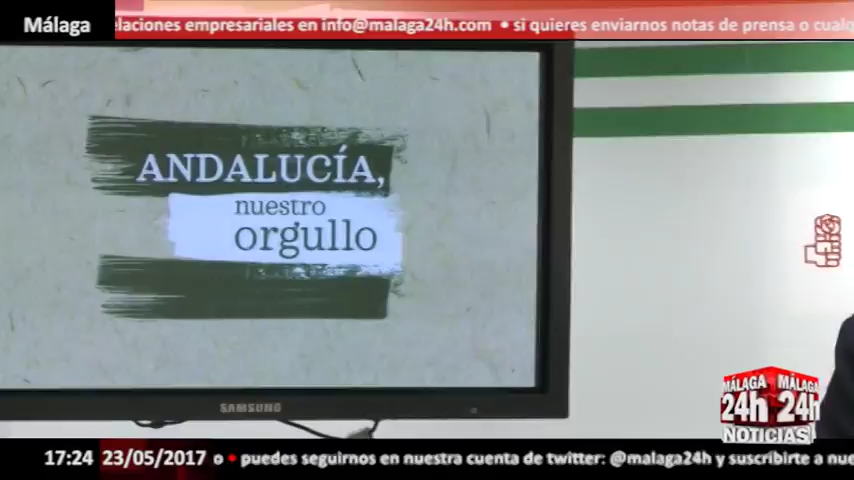 Málaga
elaciones empresariales en info@malaga24h.com • si quieres enviarnos notas de prensa o cualq
ANDALUCÍA,
nuestro
orgullo
SAMSUNG
MÁLAGA MÁLAGA
24h 24h
NOTICIAS
17:24 23/05/2017 o • puedes seguirnos en nuestra cuenta de twitter: @malaga24h y suscribirte a nue